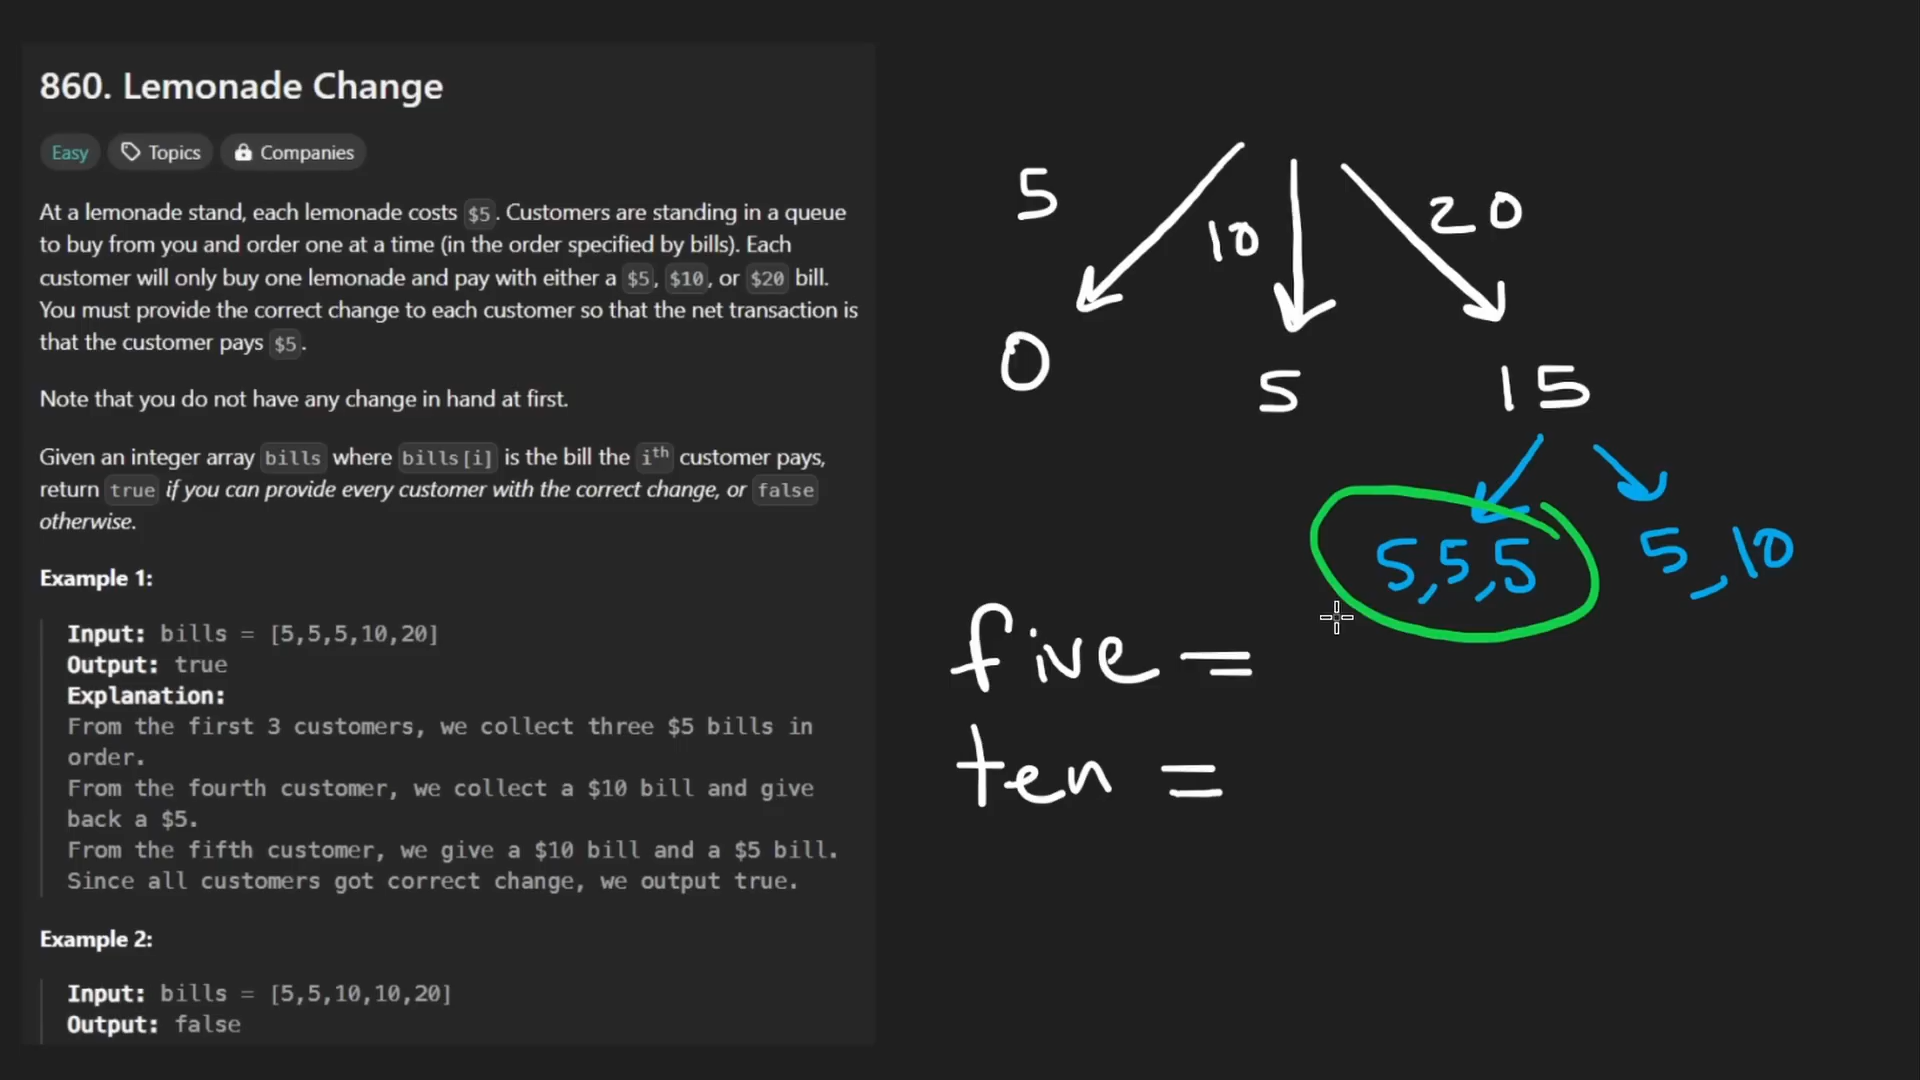 860. Lemonade Change
Easy Topics Companies
At a lemonade stand, each lemonade costs $5. Customers are standing in a queue
to buy from you and order one at a time (in the order specified by bills). Each
customer will only buy one lemonade and pay with either a $5, $10, or $20 bill.
You must provide the correct change to each customer so that the net transaction is
that the customer pays $5.
Note that you do not have any change in hand at first.
Given an integer array bills where bills[i] is the bill the ith customer pays,
return true if you can provide every customer with the correct change, or false
otherwise.
Example 1:
Input: bills = [5,5,5,10,20]
Output: true
Explanation:
From the first 3 customers, we collect three $5 bills in
order.
From the fourth customer, we collect a $10 bill and give
back a $5.
From the fifth customer, we give a $10 bill and a $5 bill.
Since all customers got correct change, we output true.
Example 2:
Input: bills = [5,5,10,10,20]
Output: false
5 10 20
0 5 15
5,5,5 5,10
five =
ten =